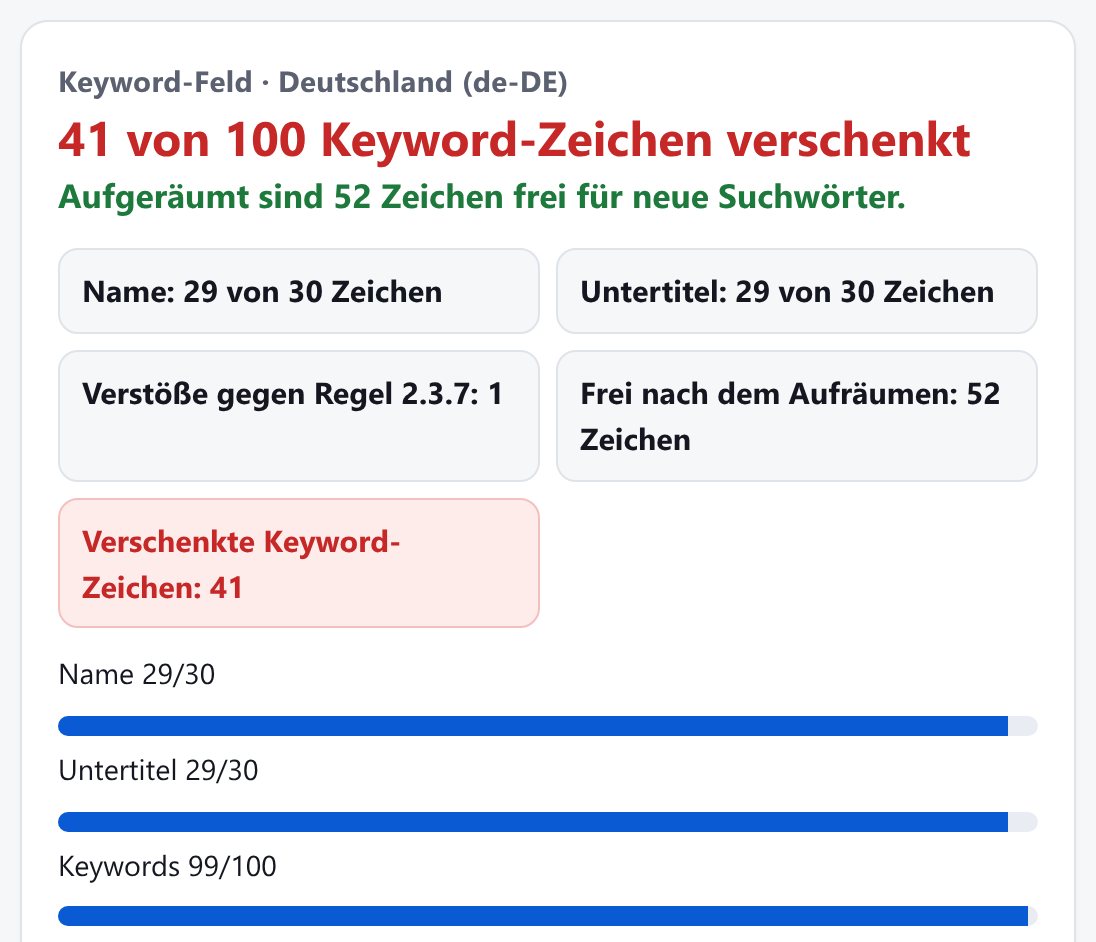 Keyword-Feld · Deutschland (de-DE)
41 von 100 Keyword-Zeichen verschenkt
Aufgeräumt sind 52 Zeichen frei für neue Suchwörter.
Name: 29 von 30 Zeichen
Untertitel: 29 von 30 Zeichen
Verstöße gegen Regel 2.3.7: 1
Frei nach dem Aufräumen: 52
Zeichen
Verschenkte Keyword-
Zeichen: 41
Name 29/30
Untertitel 29/30
Keywords 99/100